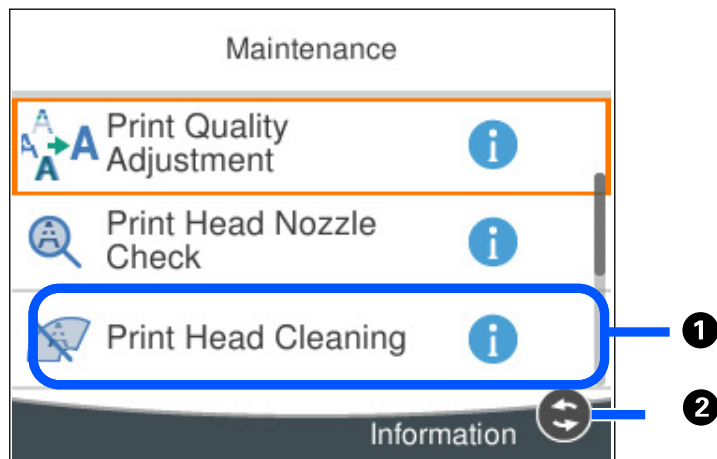 Maintenance
Print Quality
Adjustment
i
Print Head Nozzle
Check
i
Print Head Cleaning
i
1
2
Information